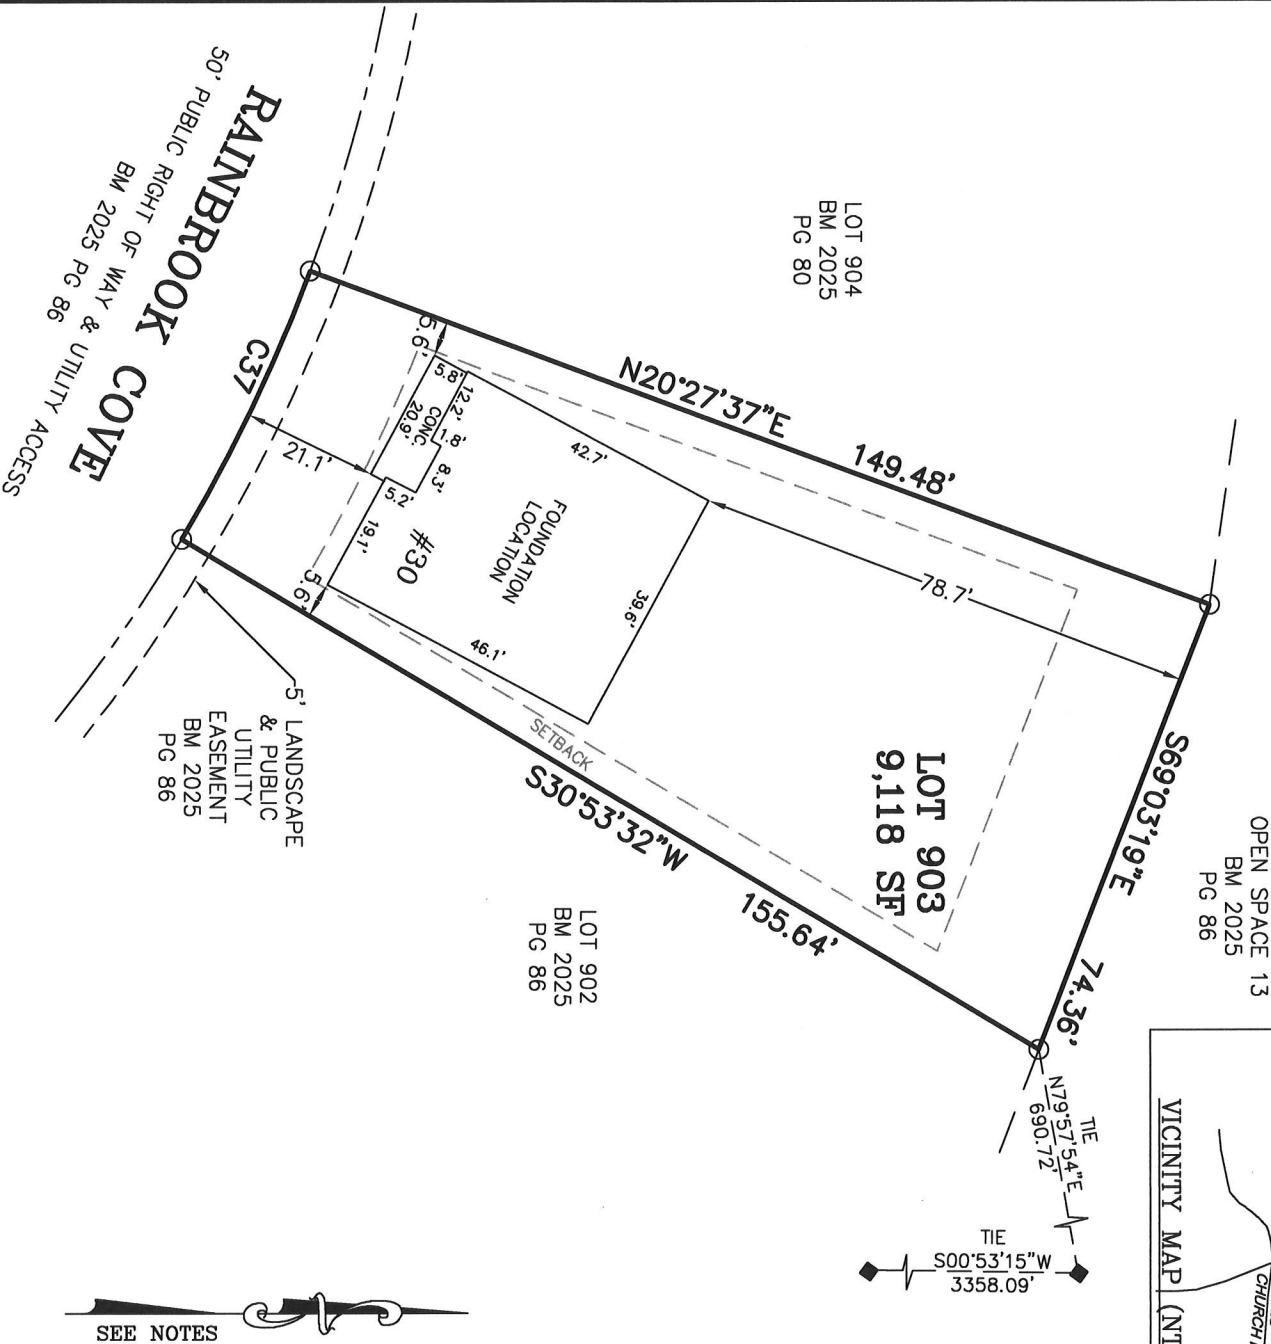 50' PUBLIC RIGHT OF WAY & UTILITY ACCESS
BM 2025 PG 86
RAINBROOK COVE
C37
LOT 904
BM 2025
PG 80
N20°27'37"E 149.48'
5.6'
5.8'
12.2'
CONC.
20.9'
1.8'
8.3'
5.2'
21.1'
19.1'
5.6'
42.7'
FOUNDATION
LOCATION
#30
39.6'
46.1'
78.7'
SETBACK
LOT 903
9,118 SF
S69°03'19"E 74.36'
S30°53'32"W 155.64'
OPEN SPACE 13
BM 2025
PG 86
5' LANDSCAPE
& PUBLIC
UTILITY
EASEMENT
BM 2025
PG 86
LOT 902
BM 2025
PG 86
TIE
N79°57'54"E
690.72'
TIE
S00°53'15"W
3358.09'
VICINITY MAP
SEE NOTES